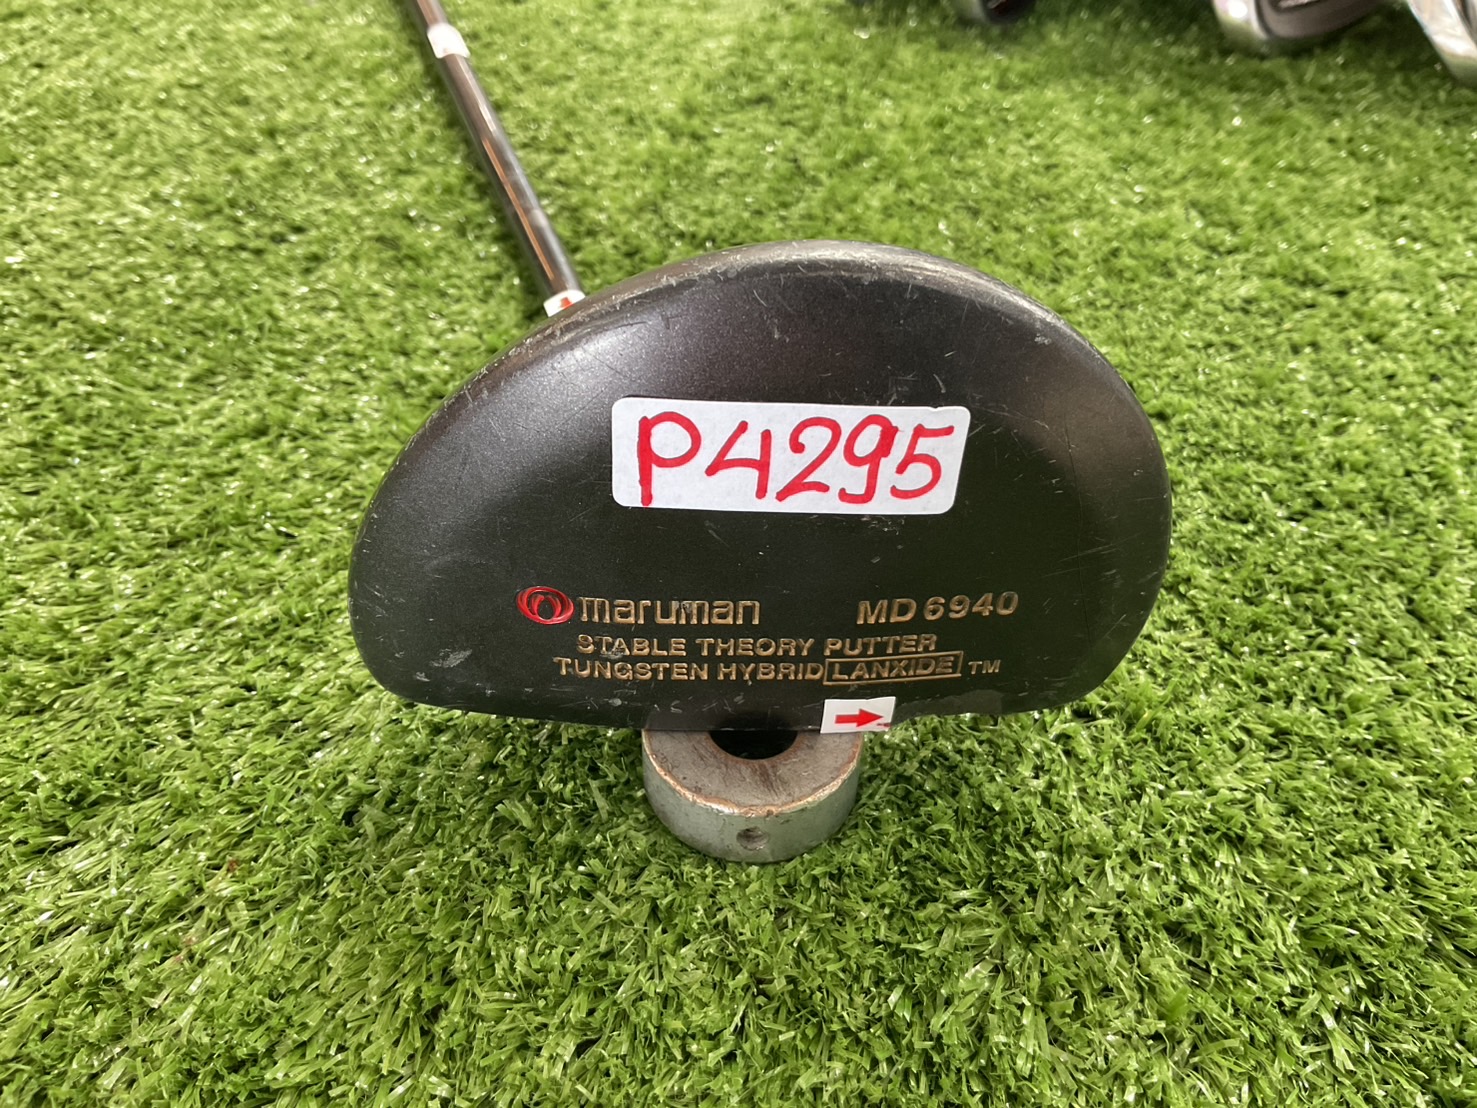 P4295
maruman MD6940
STABLE THEORY PUTTER
TUNGSTEN HYBRID LANXIDE TM